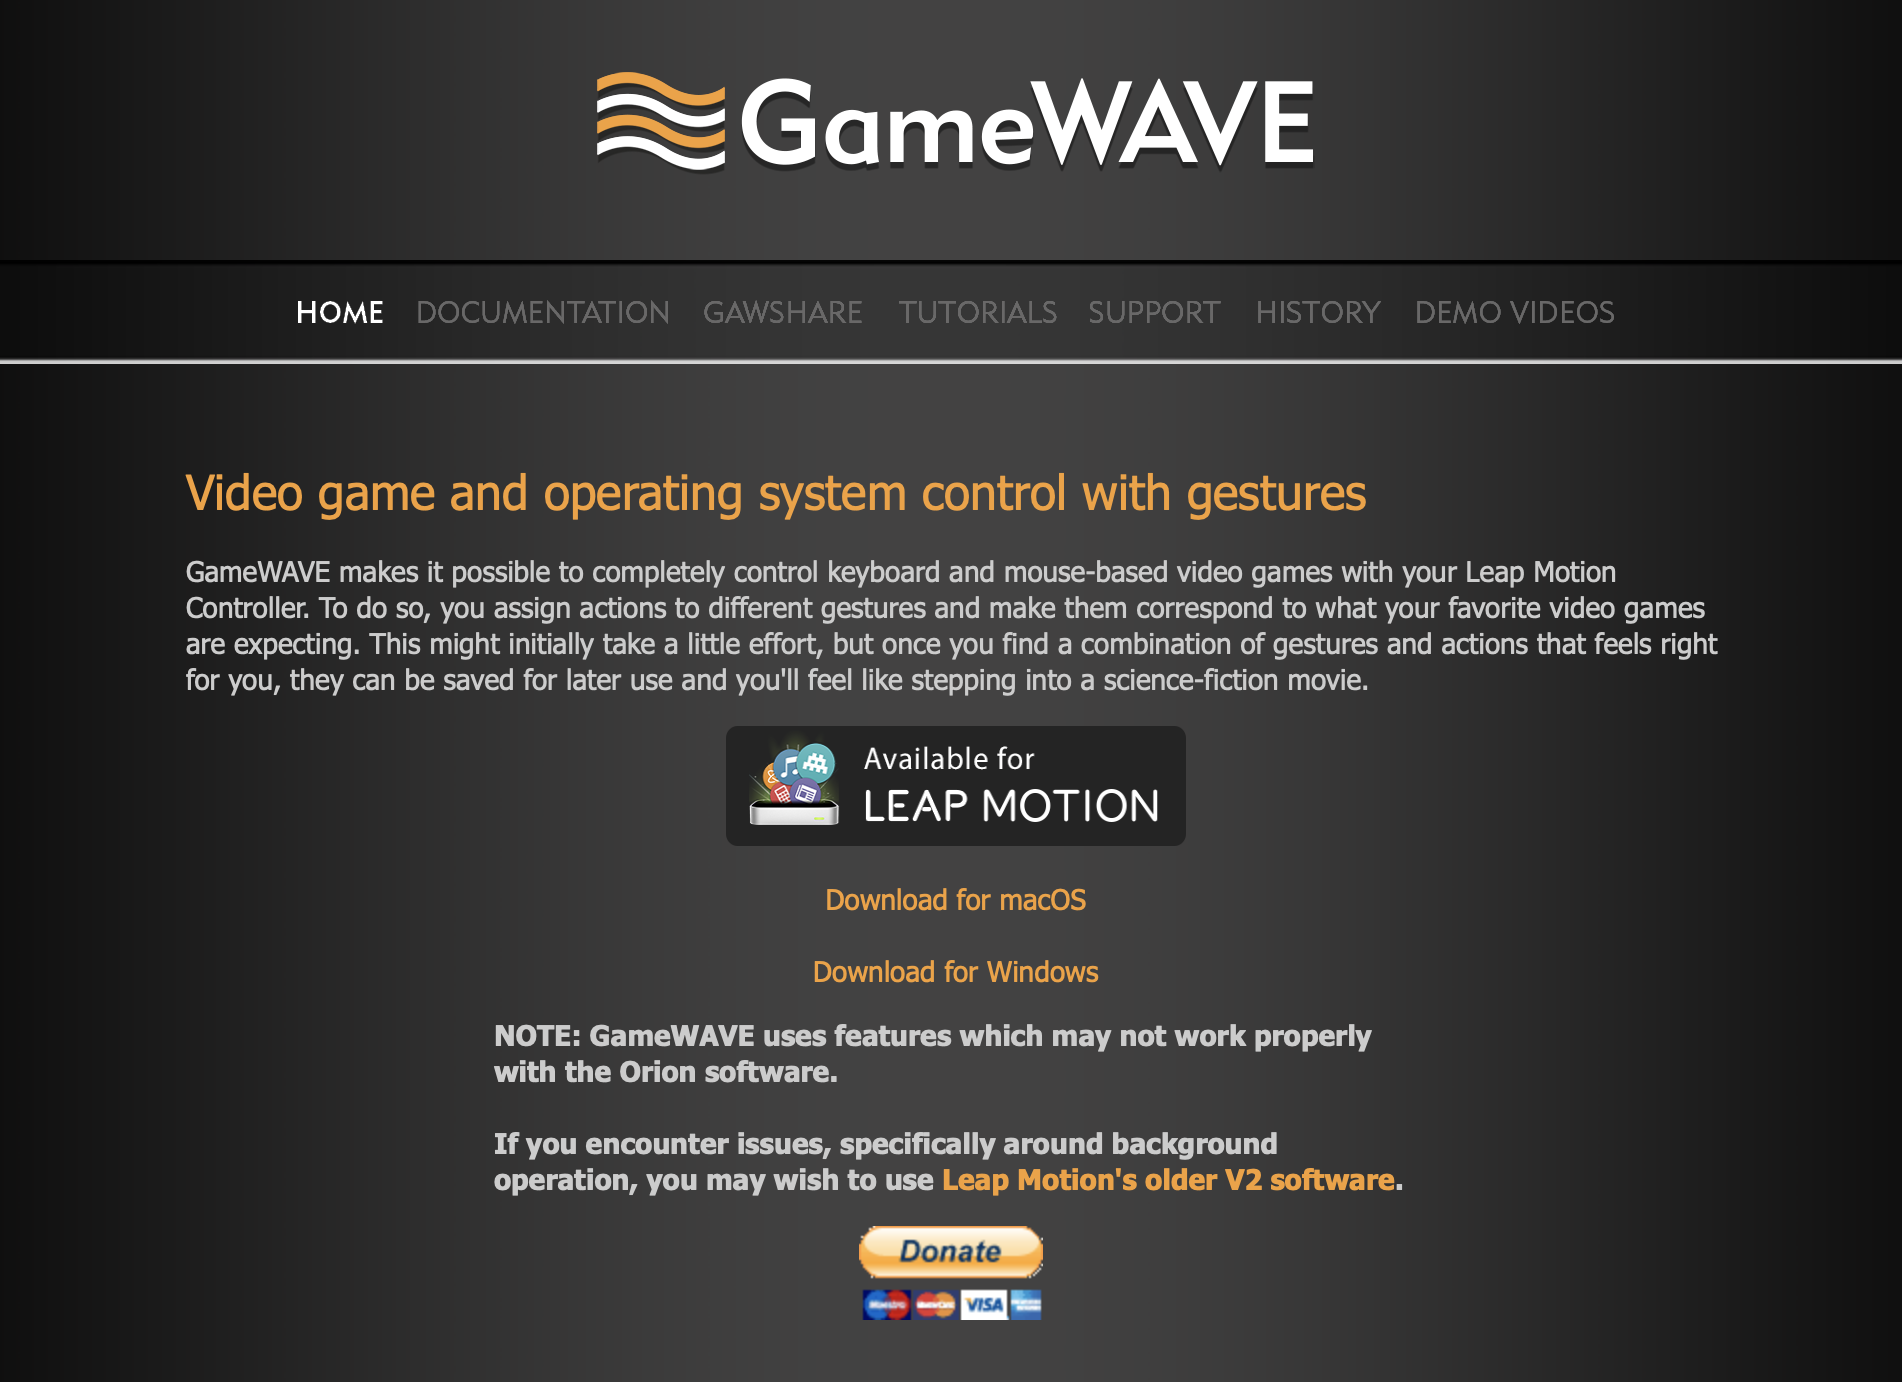 GameWAVE
HOME DOCUMENTATION GAWSHARE TUTORIALS SUPPORT HISTORY DEMO VIDEOS
Video game and operating system control with gestures
GameWAVE makes it possible to completely control keyboard and mouse-based video games with your Leap Motion
Controller. To do so, you assign actions to different gestures and make them correspond to what your favorite video games
are expecting. This might initially take a little effort, but once you find a combination of gestures and actions that feels right
for you, they can be saved for later use and you'll feel like stepping into a science-fiction movie.
Available for
LEAP MOTION
Download for macOS
Download for Windows
NOTE: GameWAVE uses features which may not work properly
with the Orion software.
If you encounter issues, specifically around background
operation, you may wish to use Leap Motion's older V2 software.
Donate
Maestro MasterCard VISA